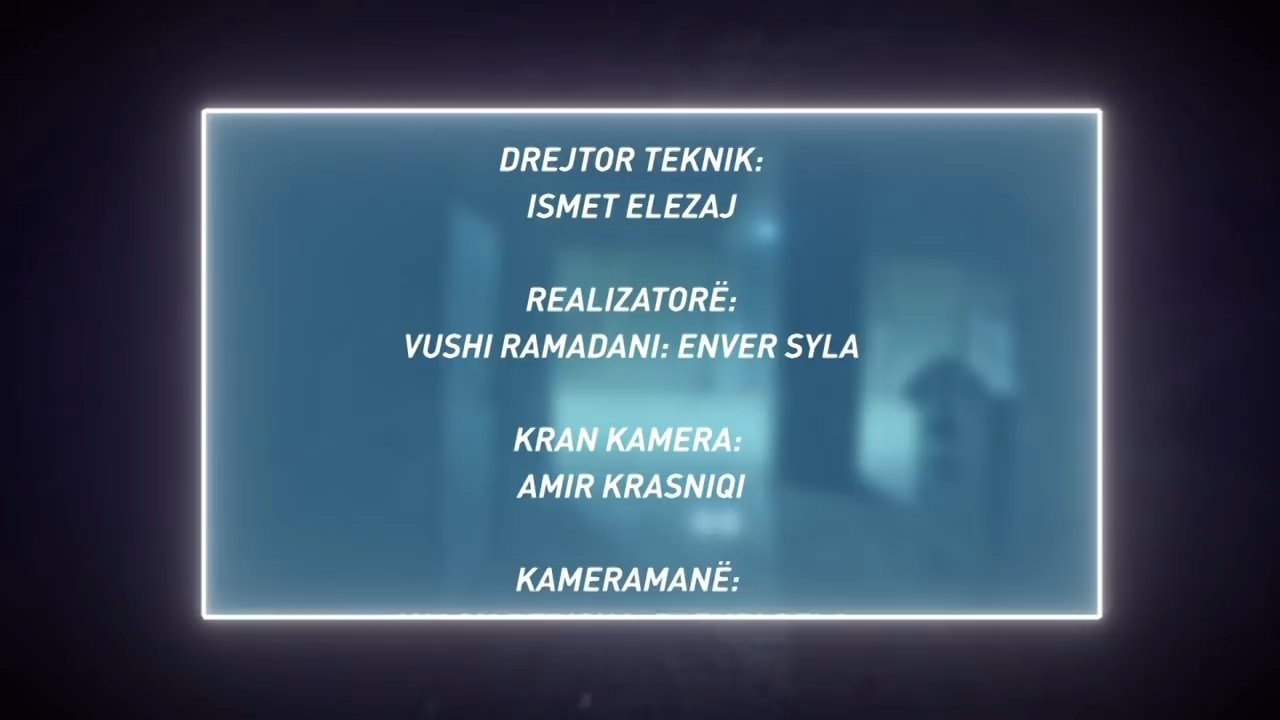 DREJTOR TEKNIK:
ISMET ELEZAJ
REALIZATORË:
VUSHI RAMADANI: ENVER SYLA
KRAN KAMERA:
AMIR KRASNIQI
KAMERAMANË: